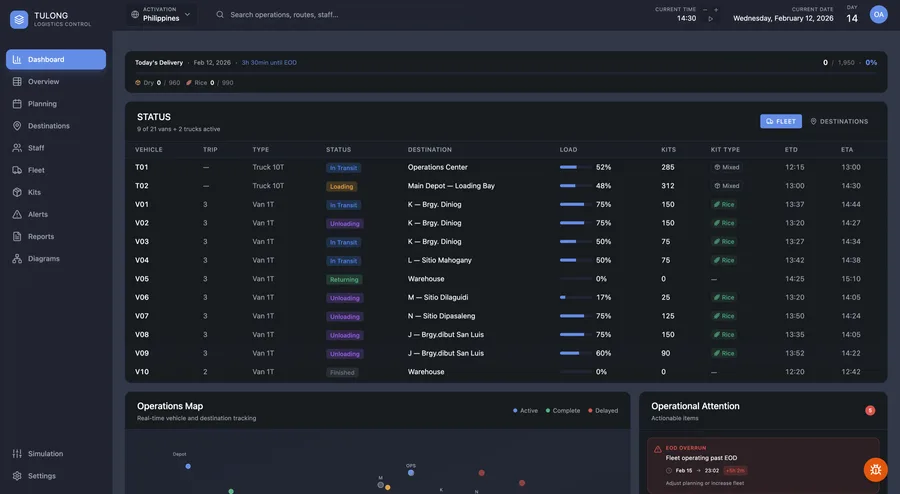 TULONG
LOGISTICS CONTROL
ACTIVATION
Philippines
Search operations, routes, staff...
CURRENT TIME
− +
14:30
CURRENT DATE
Wednesday, February 12, 2026
DAY
14
OA
Dashboard
Overview
Planning
Destinations
Staff
Fleet
Kits
Alerts
Reports
Diagrams
Simulation
Settings
Today's Delivery • Feb 12, 2026 • 3h 30min until EOD
0 / 1,950 • 0%
Dry 0 / 960 Rice 0 / 990
STATUS
9 of 21 vans + 2 trucks active
FLEET
DESTINATIONS
VEHICLE TRIP TYPE STATUS DESTINATION LOAD KITS KIT TYPE ETD ETA
T01 — Truck 10T In Transit Operations Center 52% 285 Mixed 12:15 13:00
T02 — Truck 10T Loading Main Depot — Loading Bay 48% 312 Mixed 13:00 14:30
V01 3 Van 1T In Transit K — Brgy. Diniog 75% 150 Rice 13:37 14:44
V02 3 Van 1T Unloading K — Brgy. Diniog 75% 150 Rice 13:20 14:27
V03 3 Van 1T In Transit K — Brgy. Diniog 50% 75 Rice 13:27 14:34
V04 3 Van 1T In Transit L — Sitio Mahogany 50% 75 Rice 13:42 14:38
V05 3 Van 1T Returning Warehouse 0% 0 — 14:25 15:10
V06 3 Van 1T Unloading M — Sitio Dilaguidi 17% 25 Rice 13:20 14:05
V07 3 Van 1T Unloading N — Sitio Dipasaleng 75% 125 Rice 13:50 14:24
V08 3 Van 1T Unloading J — Brgy.dibut San Luis 75% 150 Rice 13:35 14:05
V09 3 Van 1T Unloading J — Brgy.dibut San Luis 60% 90 Rice 13:52 14:22
V10 2 Van 1T Finished Warehouse 0% 0 — 12:20 12:42
Operations Map
Real-time vehicle and destination tracking
Active Complete Delayed
Depot
OPS
M
K
Operational Attention
Actionable items
5
EOD OVERRUN
Fleet operating past EOD
Feb 15 → 23:02
Adjust planning or increase fleet